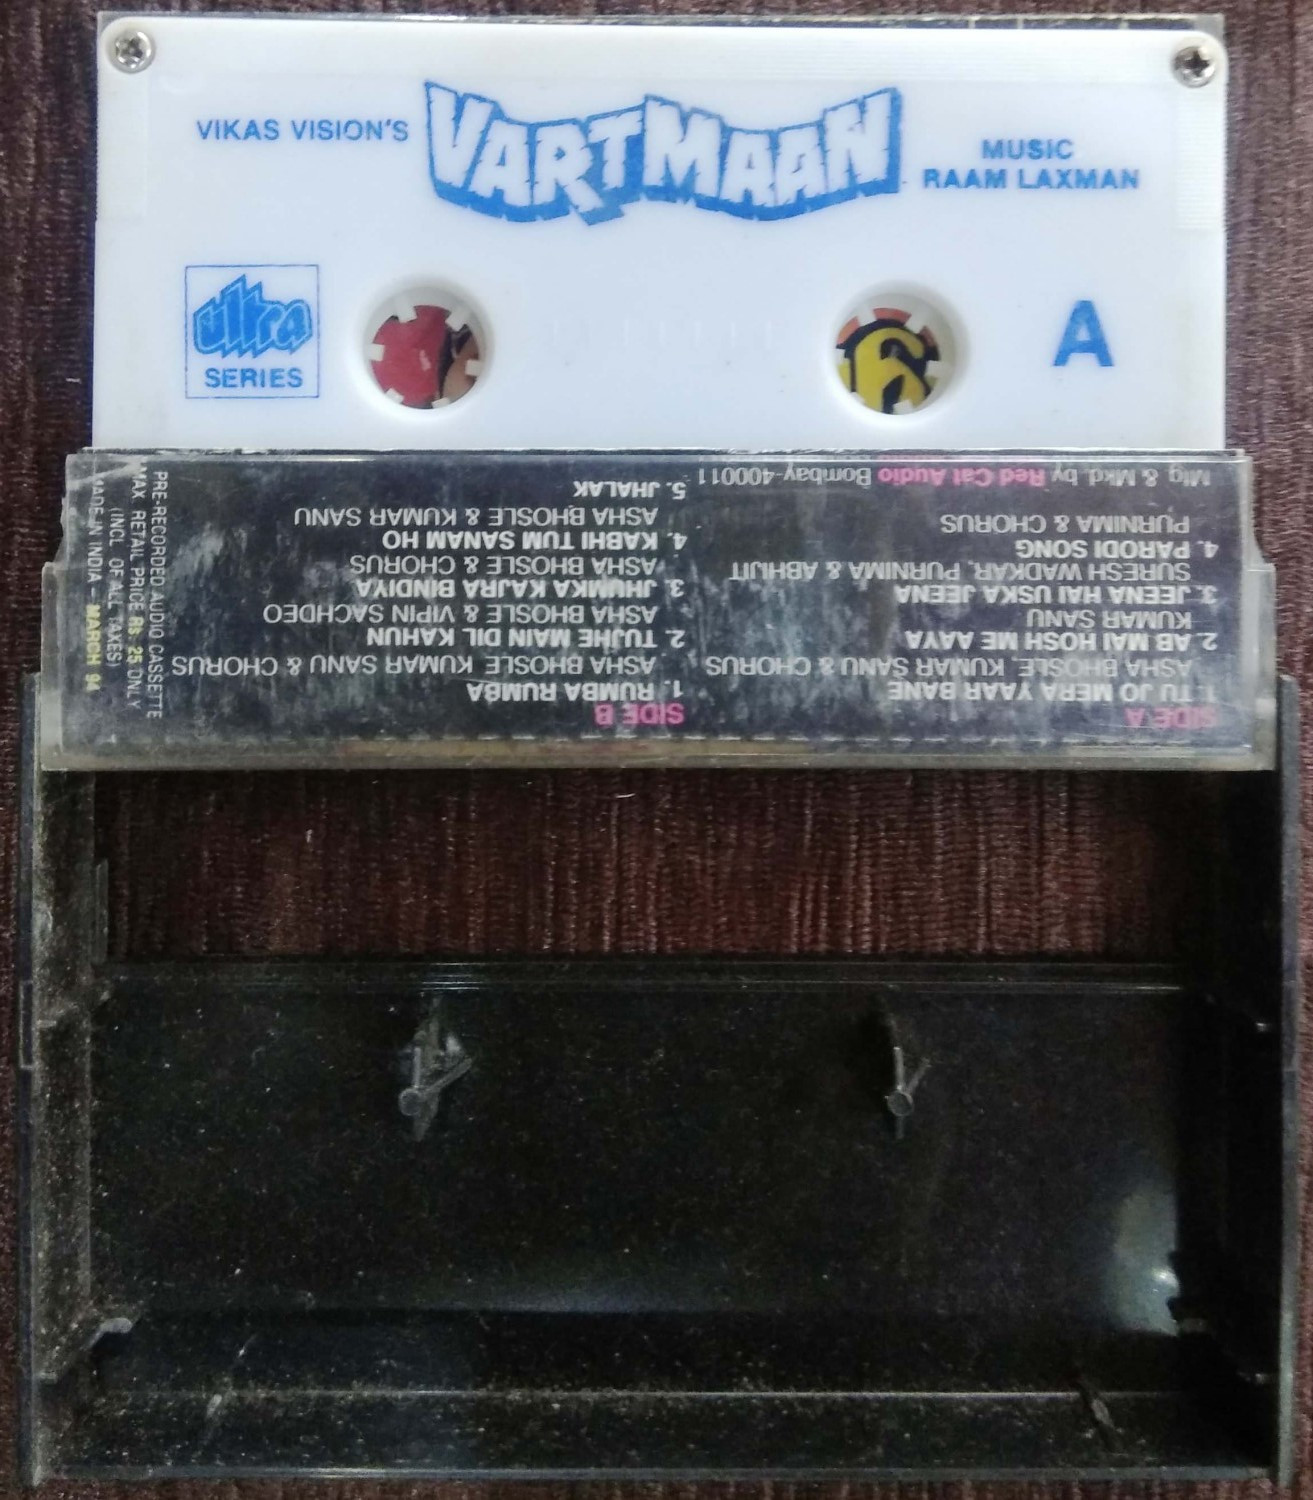 VIKAS VISION'S
VARTMAAN
MUSIC
RAAM LAXMAN
ultra
SERIES
A
SIDE A
1. TU JO MERA YAAR BANE
ASHA BHOSLE, KUMAR SANU & CHORUS
2. AB MAI HOSH ME AAYA
KUMAR SANU
3. JEENA HAI USKA JEENA
SURESH WADKAR, PURNIMA & ABHIJIT
4. PARODI SONG
PURNIMA & CHORUS
Mfg & Mkd. by Red Cat Audio Bombay-400011
SIDE B
1. RUMBA RUMBA
ASHA BHOSLE, KUMAR SANU & CHORUS
2. TUJHE MAIN DIL KAHUN
ASHA BHOSLE & VIPIN SACHDEO
3. JHUMKA KAJRA BINDIYA
ASHA BHOSLE & CHORUS
4. KABHI TUM SANAM HO
ASHA BHOSLE & KUMAR SANU
5. JHALAK
PRE-RECORDED AUDIO CASSETTE
MAX RETAIL PRICE Rs. 25 ONLY
(INCL. OF ALL TAXES)
MADE IN INDIA - MARCH 94